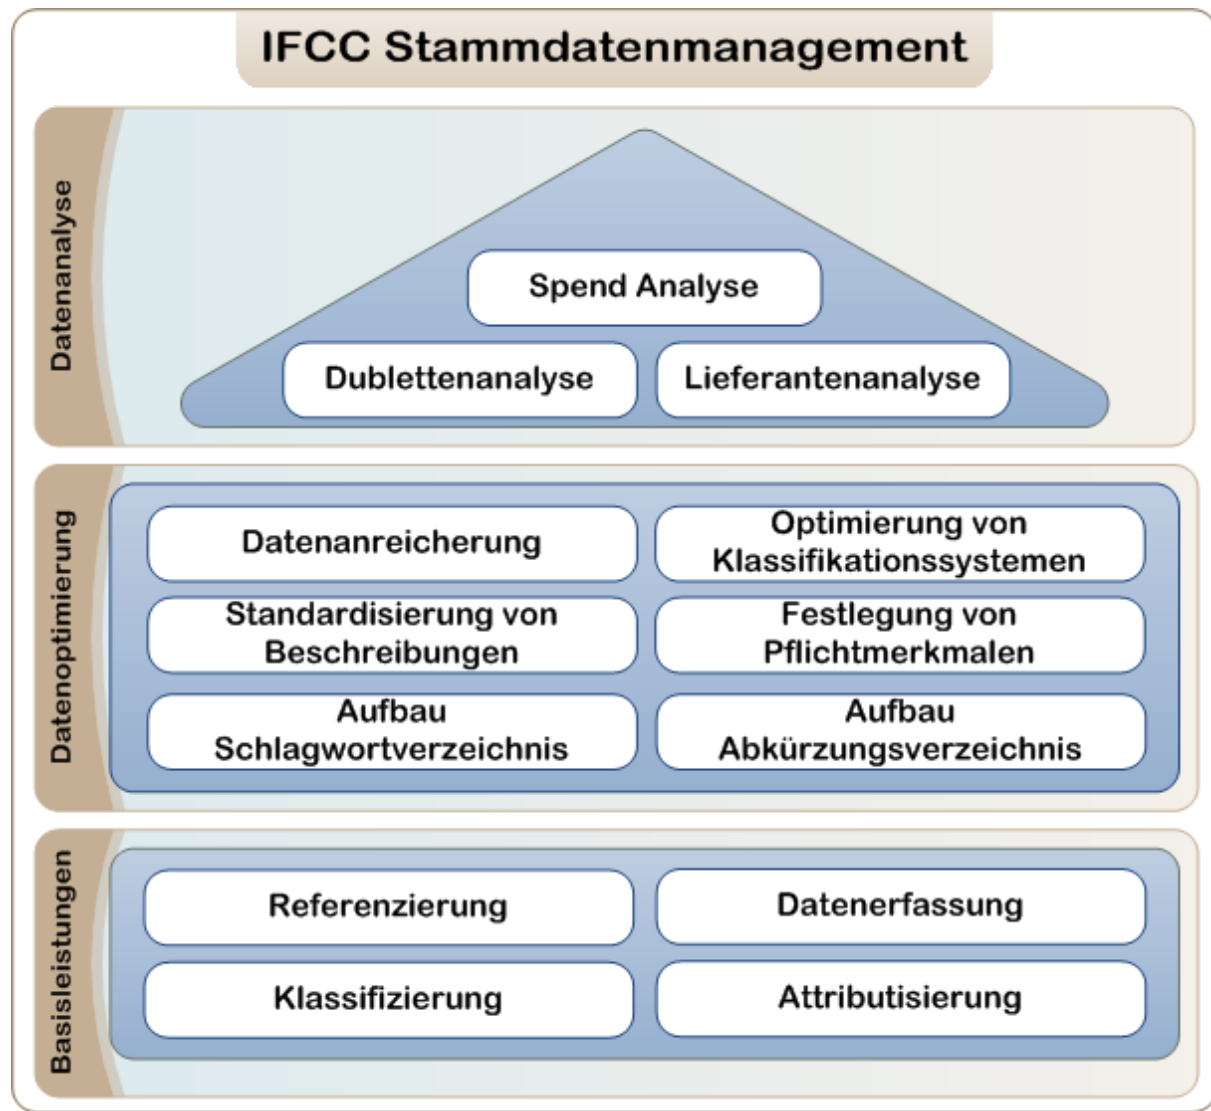 IFCC Stammdatenmanagement
Datenanalyse
Spend Analyse
Dublettenanalyse
Lieferantenanalyse
Datenoptimierung
Datenanreicherung
Optimierung von
Klassifikationssystemen
Standardisierung von
Beschreibungen
Festlegung von
Pflichtmerkmalen
Aufbau
Schlagwortverzeichnis
Aufbau
Abkürzungsverzeichnis
Basisleistungen
Referenzierung
Datenerfassung
Klassifizierung
Attributisierung